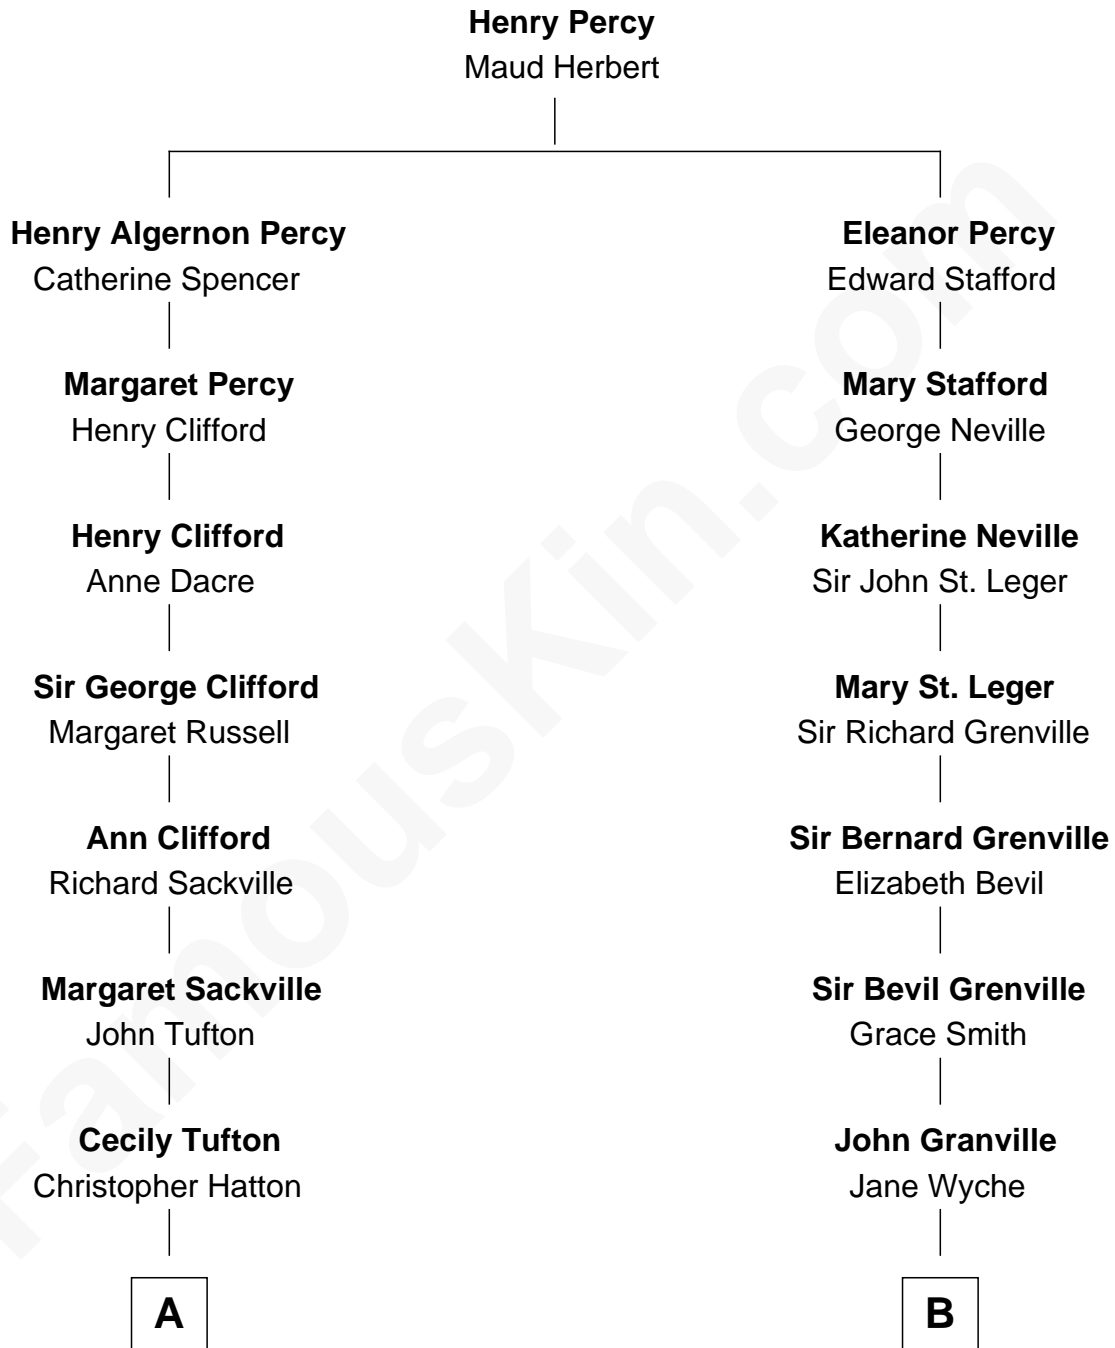 Henry Percy
Maud Herbert
Henry Algernon Percy
Catherine Spencer
Eleanor Percy
Edward Stafford
Margaret Percy
Henry Clifford
Mary Stafford
George Neville
Henry Clifford
Anne Dacre
Katherine Neville
Sir John St. Leger
Sir George Clifford
Margaret Russell
Mary St. Leger
Sir Richard Grenville
Ann Clifford
Richard Sackville
Sir Bernard Grenville
Elizabeth Bevil
Margaret Sackville
John Tufton
Sir Bevil Grenville
Grace Smith
Cecily Tufton
Christopher Hatton
John Granville
Jane Wyche
A
B
FamousKin.com